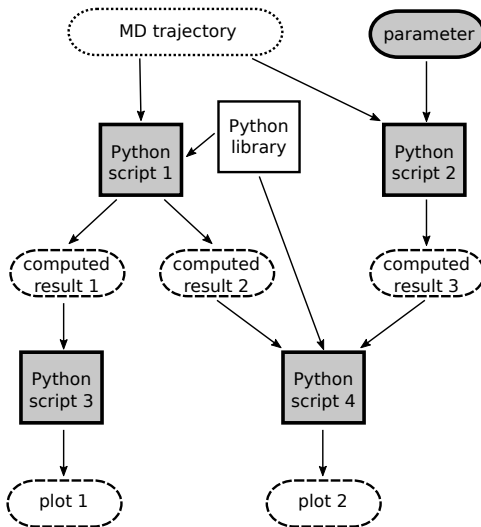 MD trajectory
parameter
Python
script 1
Python
library
Python
script 2
computed
result 1
computed
result 2
computed
result 3
Python
script 3
Python
script 4
plot 1
plot 2